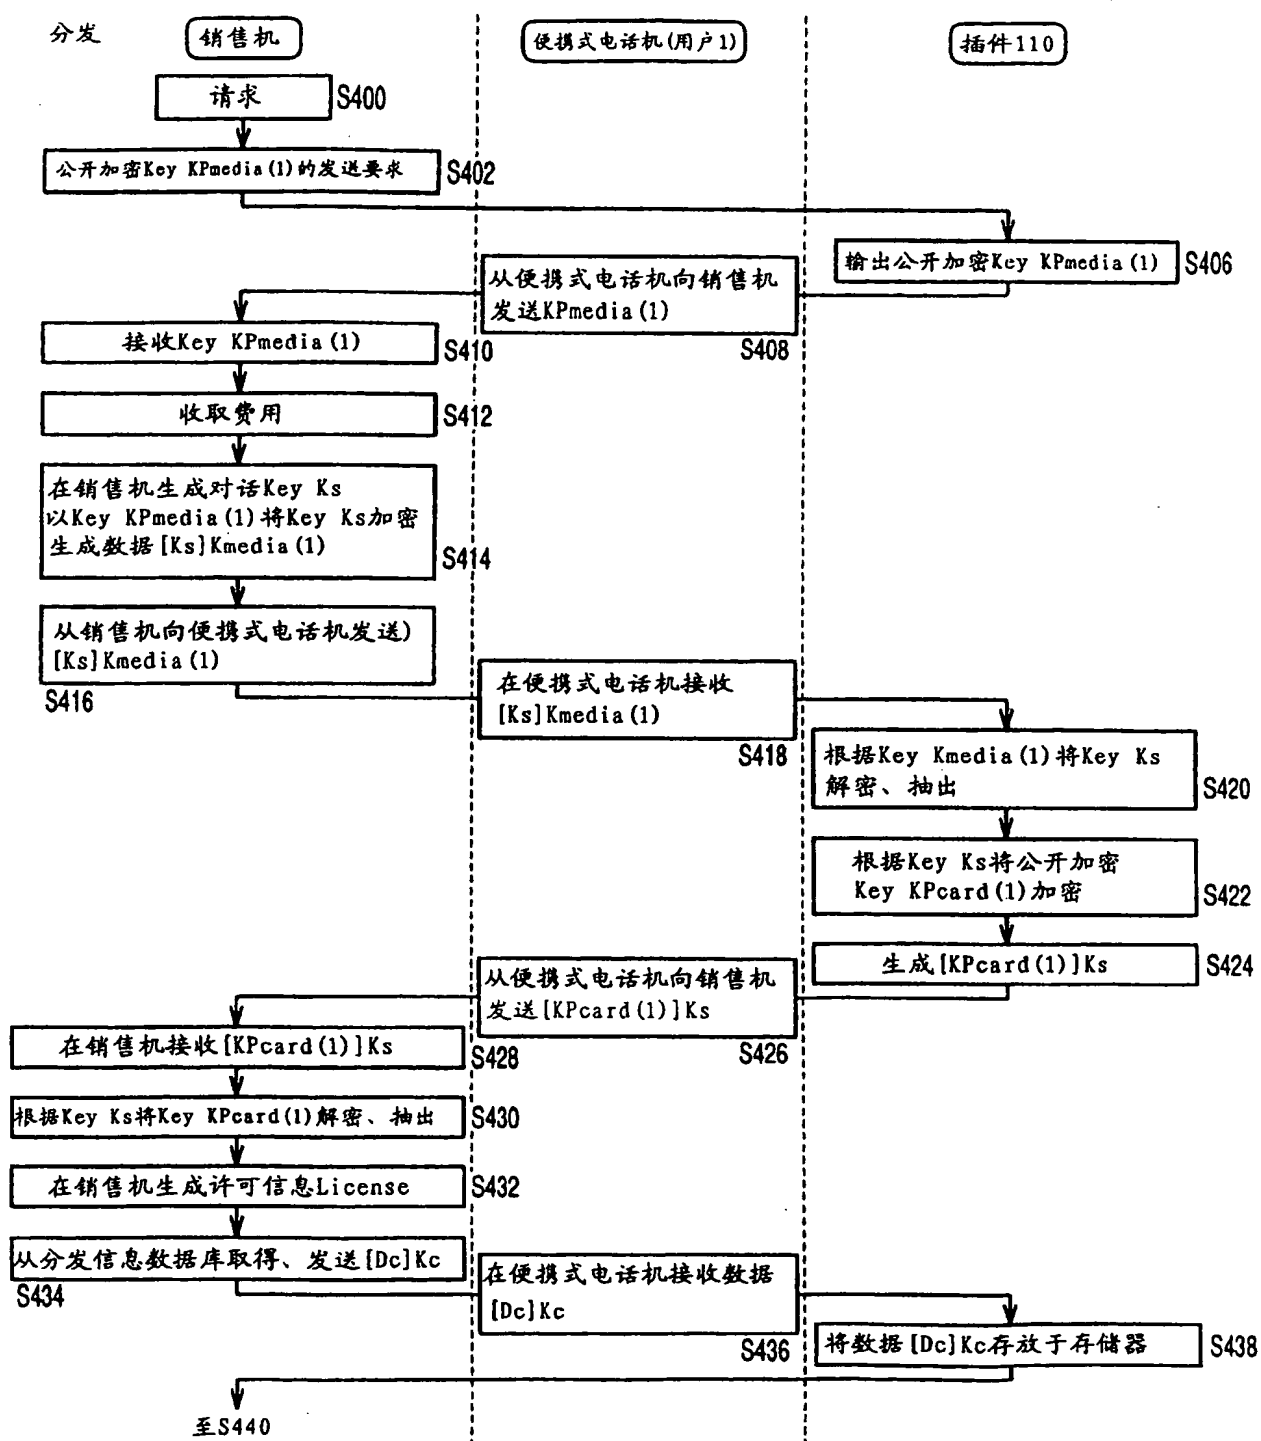 分发
销售机
便携式电话机(用户1)
插件110
请求
S400
公开加密Key KPmedia(1)的发送要求
S402
输出公开加密Key KPmedia(1)
S406
从便携式电话机向销售机
发送KPmedia(1)
S408
接收Key KPmedia(1)
S410
收取费用
S412
在销售机生成对话Key Ks
以Key KPmedia(1)将Key Ks加密
生成数据[Ks]Kmedia(1)
S414
从销售机向便携式电话机发送)
[Ks]Kmedia(1)
S416
在便携式电话机接收
[Ks]Kmedia(1)
S418
根据Key Kmedia(1)将Key Ks
解密、抽出
S420
根据Key Ks将公开加密
Key KPcard(1)加密
S422
生成[KPcard(1)]Ks
S424
从便携式电话机向销售机
发送[KPcard(1)]Ks
S426
在销售机接收[KPcard(1)]Ks
S428
根据Key Ks将Key KPcard(1)解密、抽出
S430
在销售机生成许可信息License
S432
从分发信息数据库取得、发送[Dc]Kc
S434
在便携式电话机接收数据
[Dc]Kc
S436
将数据[Dc]Kc存放于存储器
S438
至S440